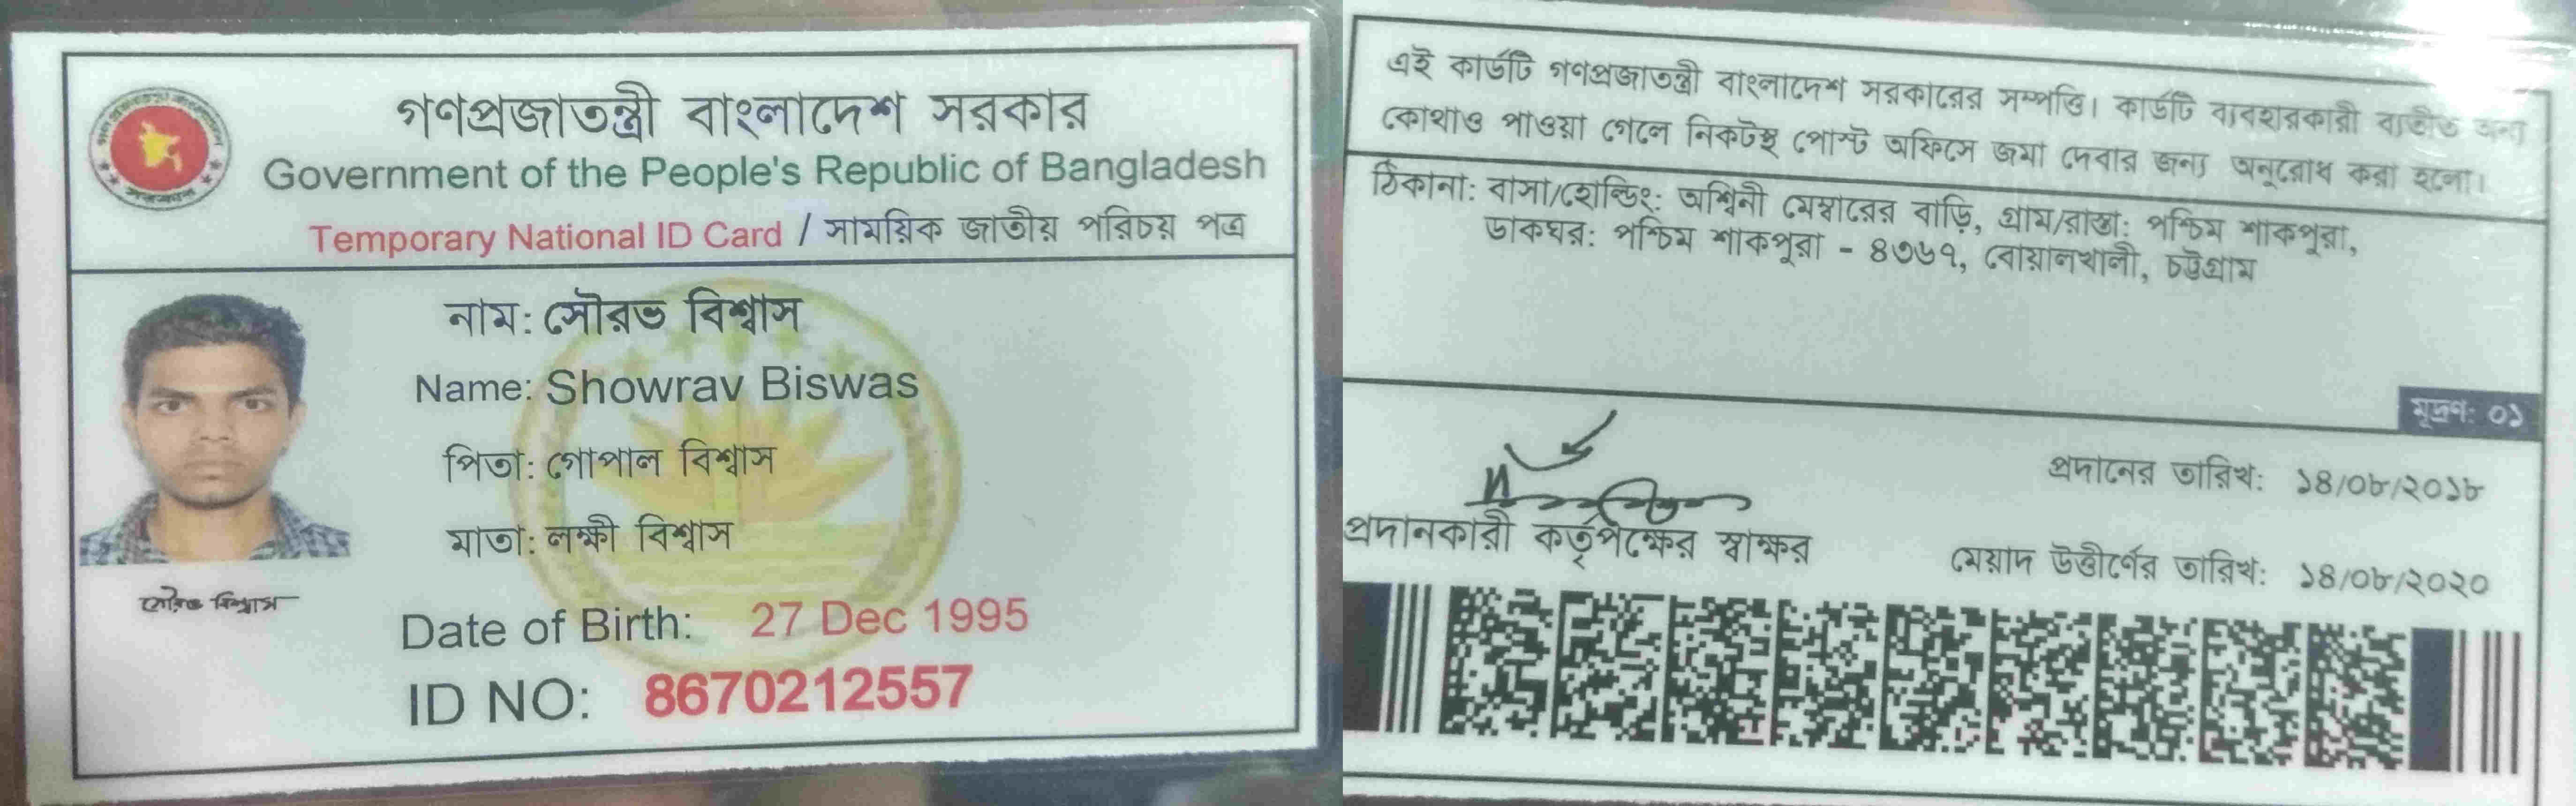 গণপ্রজাতন্ত্রী বাংলাদেশ সরকার
Government of the People's Republic of Bangladesh
Temporary National ID Card / সাময়িক জাতীয় পরিচয় পত্র
নাম: সৌরভ বিশ্বাস
Name: Showrav Biswas
পিতা: গোপাল বিশ্বাস
মাতা: লক্ষী বিশ্বাস
সৌরভ বিশ্বাস
Date of Birth: 27 Dec 1995
ID NO: 8670212557
এই কার্ডটি গণপ্রজাতন্ত্রী বাংলাদেশ সরকারের সম্পত্তি। কার্ডটি ব্যবহারকারী ব্যতীত অন্য
কোথাও পাওয়া গেলে নিকটস্থ পোস্ট অফিসে জমা দেবার জন্য অনুরোধ করা হলো।
ঠিকানা: বাসা/হোল্ডিং: অশ্বিনী মেম্বারের বাড়ি, গ্রাম/রাস্তা: পশ্চিম শাকপুরা,
ডাকঘর: পশ্চিম শাকপুরা - ৪৩৬৭, বোয়ালখালী, চট্টগ্রাম
মূদ্রণ: ০১
প্রদানের তারিখ: ১৪/০৮/২০১৮
প্রদানকারী কর্তৃপক্ষের স্বাক্ষর
মেয়াদ উত্তীর্ণের তারিখ: ১৪/০৮/২০২০